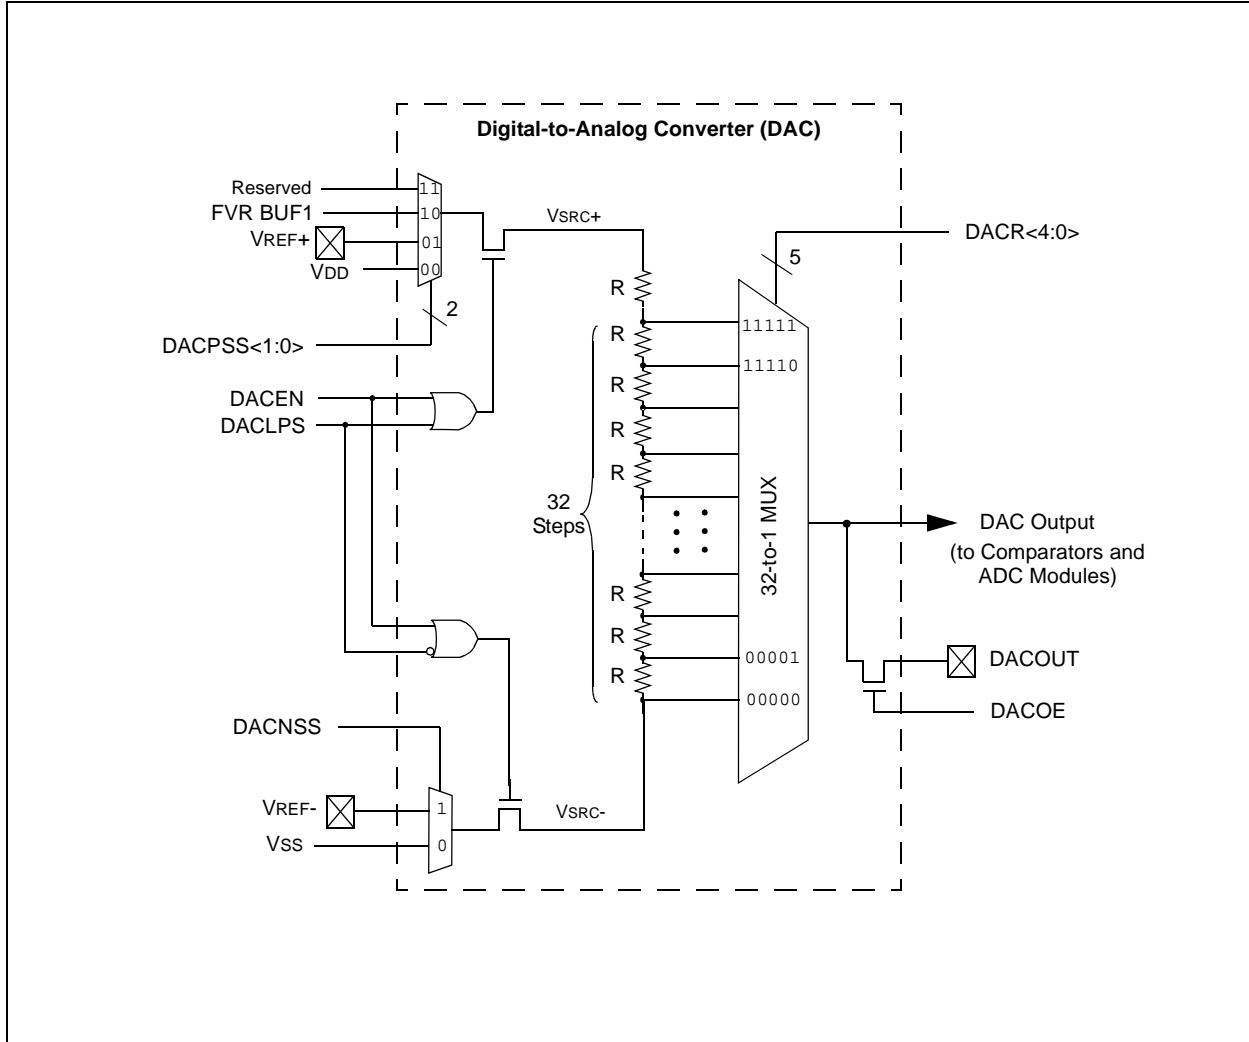 Digital-to-Analog Converter (DAC)
Reserved
11
FVR BUF1
10
VREF+
01
VDD
00
VSRC+
DACR<4:0>
5
2
DACPSS<1:0>
R
11111
R
11110
R
DACEN
DACLPS
R
R
32
Steps
32-to-1 MUX
DAC Output
(to Comparators and
ADC Modules)
R
R
00001
R
00000
DACOUT
DACOE
DACNSS
VREF-
1
VSRC-
VSS
0